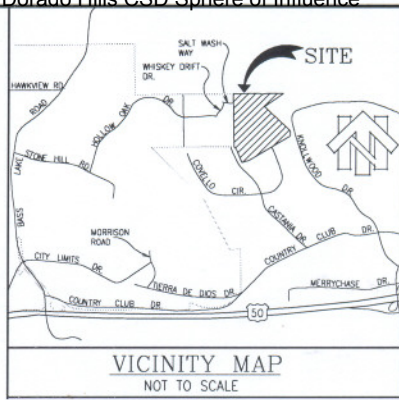 Dorado Hills CSD Sphere of Influence
SALT WASH
WAY
SITE
WHISKEY DRIFT
DR.
HAWKVIEW RD.
ROAD
HOLLOW OAK
DR.
KNOLLWOOD
DR.
LAKE
STONE HILL RD
COVELLO
CIR.
BASS
CASTANIA DR.
MORRISON
ROAD
COUNTRY CLUB DR.
CITY LIMITS DR.
TIERRA DE DIOS DR.
MERRYCHASE DR.
COUNTRY CLUB DR.
50
VICINITY MAP
NOT TO SCALE